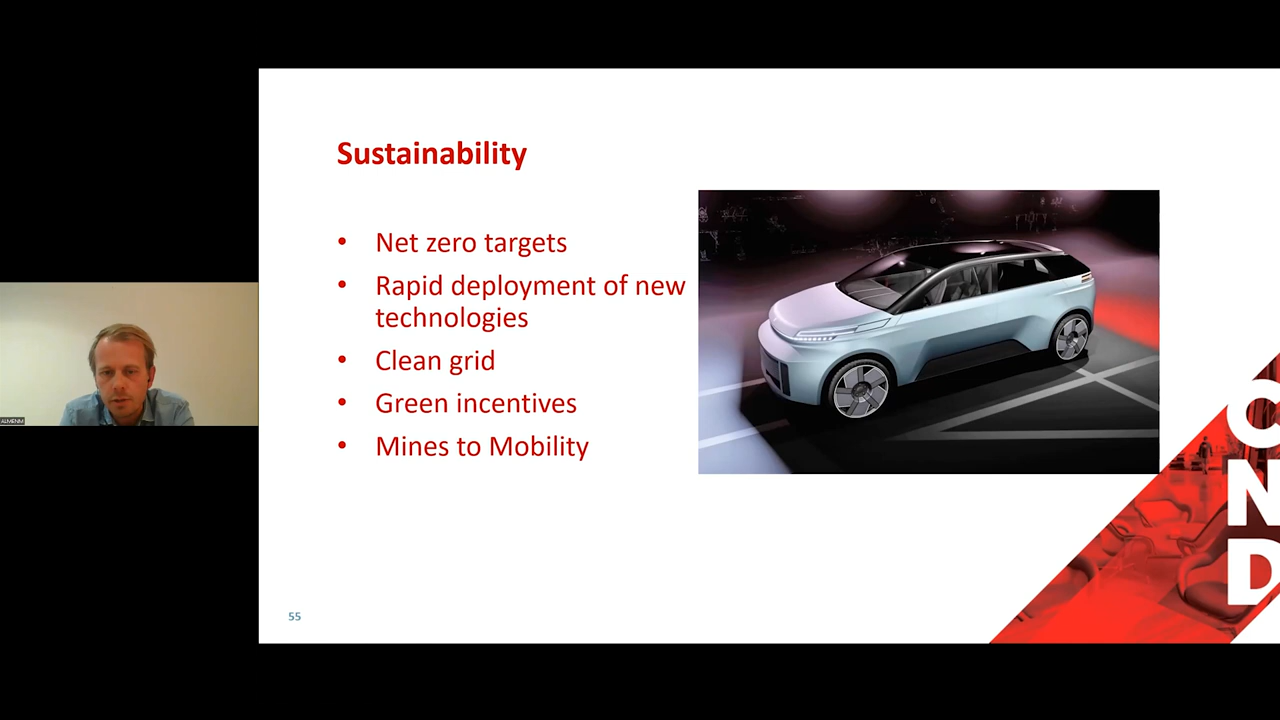 Sustainability
• Net zero targets
• Rapid deployment of new
technologies
• Clean grid
• Green incentives
• Mines to Mobility
C
N
D
55